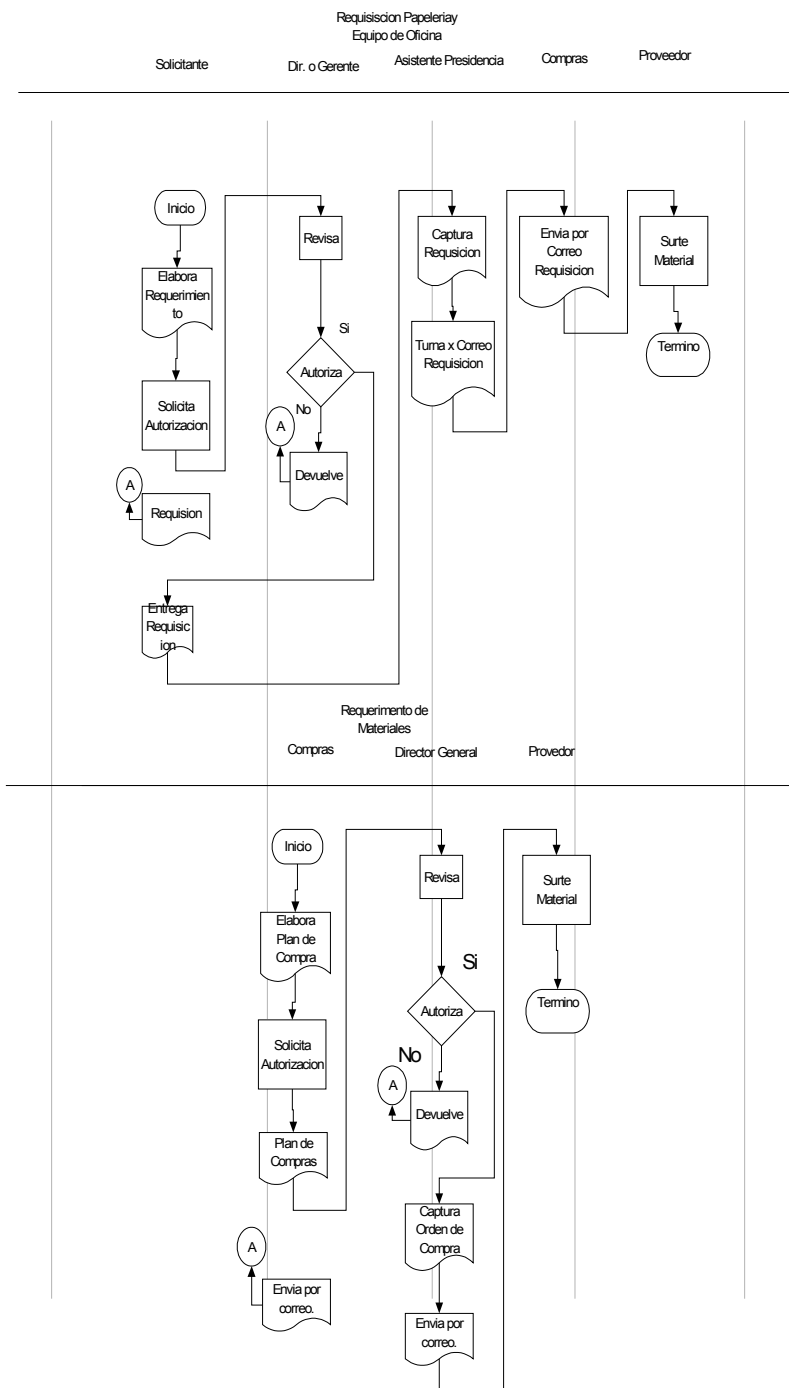 Requisiscion Papeleriay
Equipo de Oficina
Solicitante
Dir. o Gerente
Asistente Presidencia
Compras
Proveedor
Inicio
Elabora
Requerimien
to
Solicita
Autorizacion
A
Requision
Entrega
Requisic
ion
Revisa
Si
Autoriza
No
A
Devuelve
Captura
Requsicion
Turna x Correo
Requisicion
Envia por
Correo
Requisicion
Surte
Material
Termino
Requerimento de
Materiales
Compras
Director General
Provedor
Inicio
Elabora
Plan de
Compra
Solicita
Autorizacion
Plan de
Compras
A
Envia por
correo.
Revisa
Si
Autoriza
No
A
Devuelve
Captura
Orden de
Compra
Envia por
correo.
Surte
Material
Termino